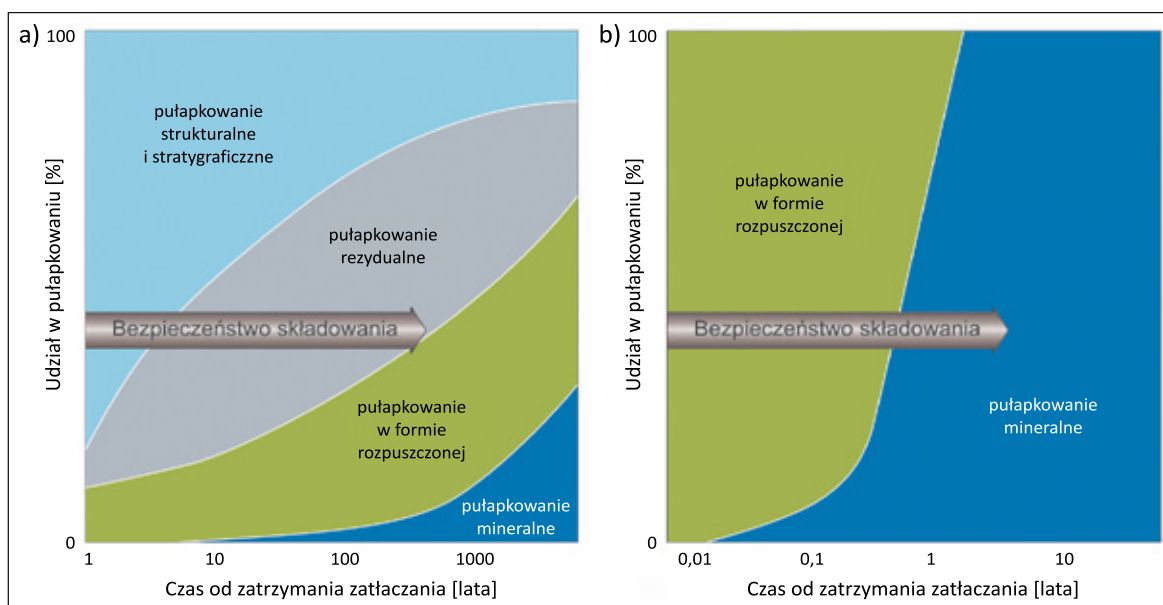 a)
100
Udział w pułapkowaniu [%]
pułapkowanie
strukturalne
i stratygraficzzne
pułapkowanie
rezydualne
Bezpieczeństwo składowania
pułapkowanie
w formie
rozpuszczonej
pułapkowanie
mineralne
0
1
10
100
1000
Czas od zatrzymania zatłaczania [lata]
b)
100
Udział w pułapkowaniu [%]
pułapkowanie
w formie
rozpuszczonej
Bezpieczeństwo składowania
pułapkowanie
mineralne
0
0,01
0,1
1
10
Czas od zatrzymania zatłaczania [lata]